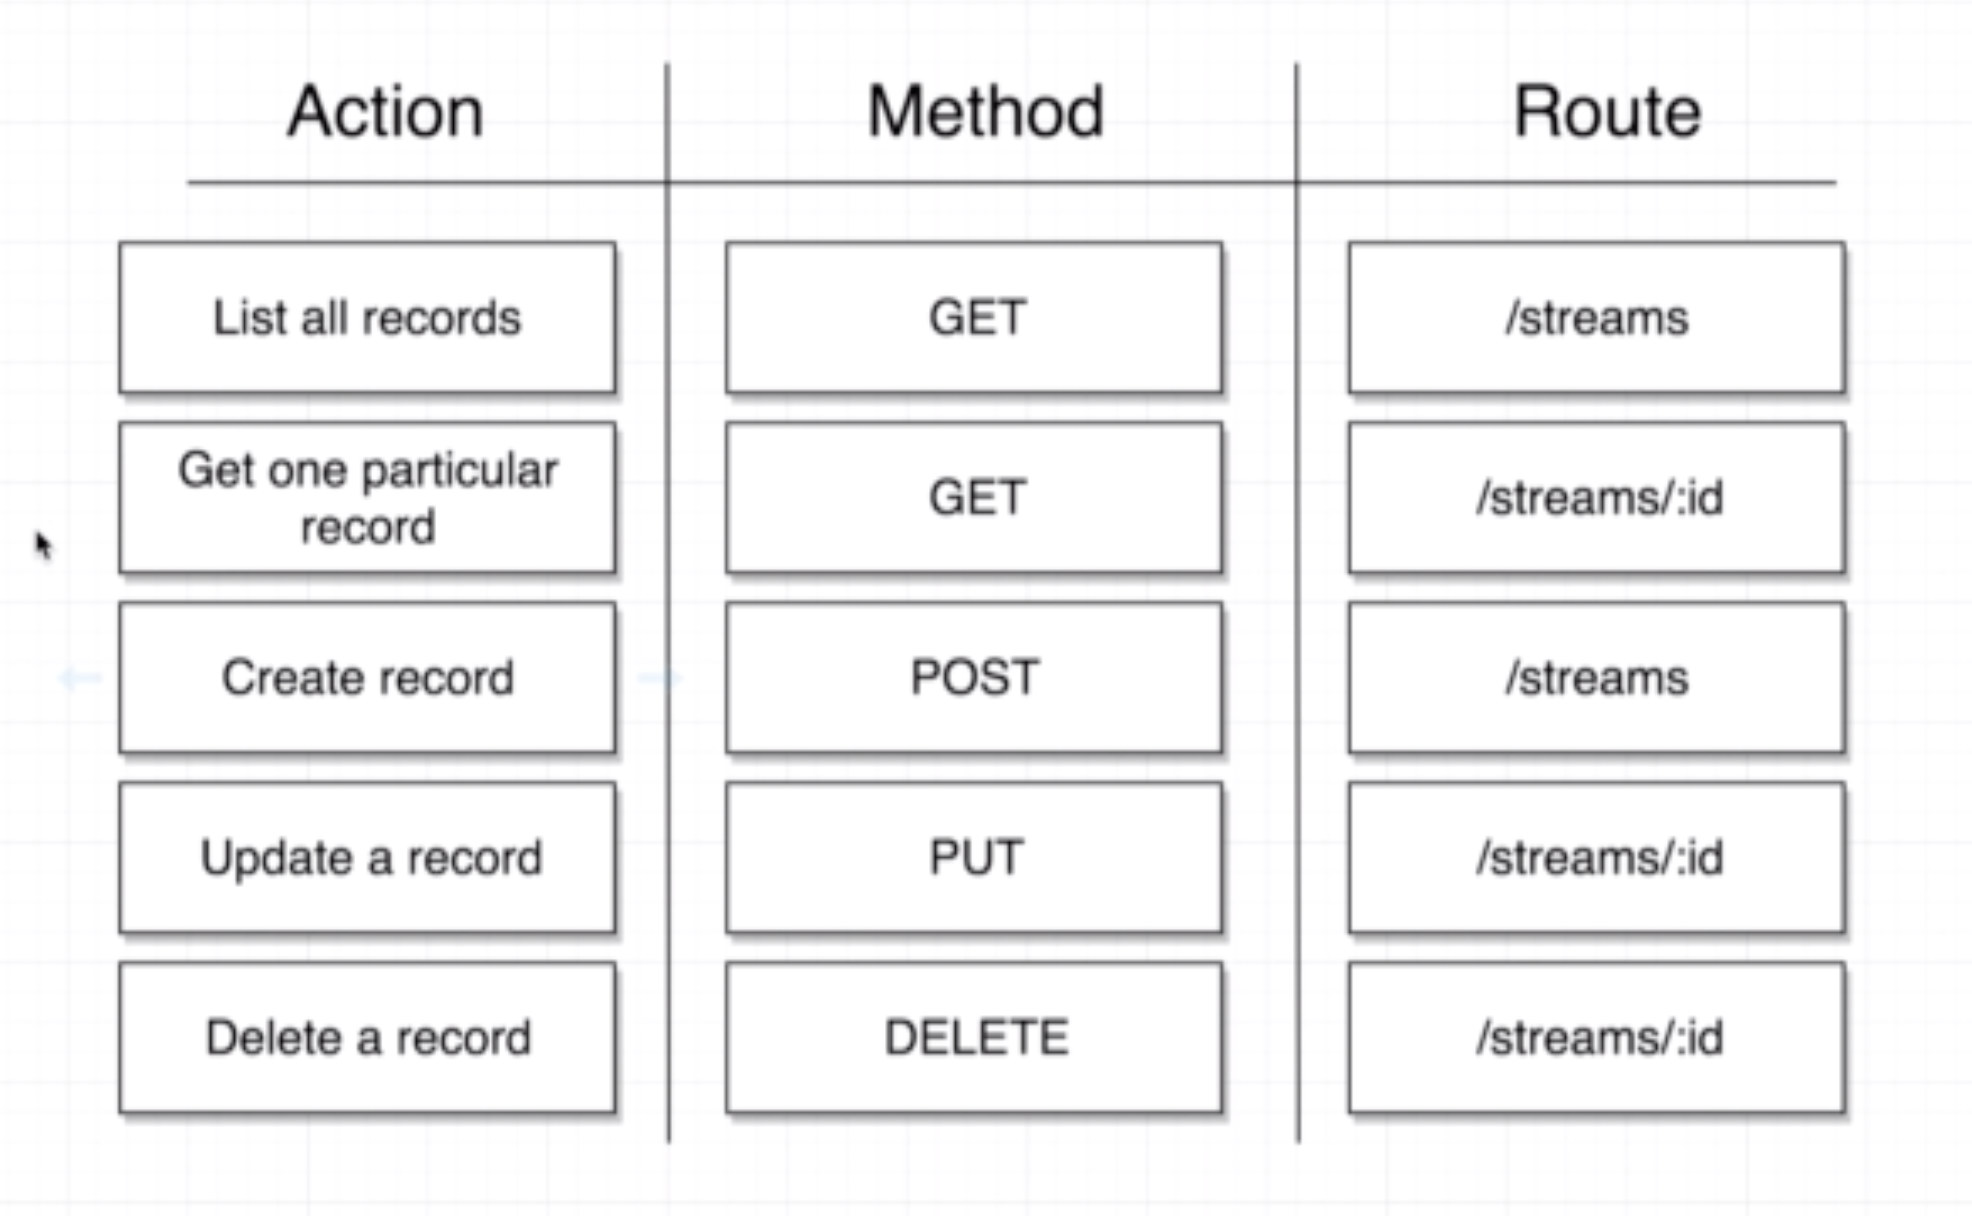 Action Method Route
List all records GET /streams
Get one particular
record GET /streams/:id
Create record POST /streams
Update a record PUT /streams/:id
Delete a record DELETE /streams/:id